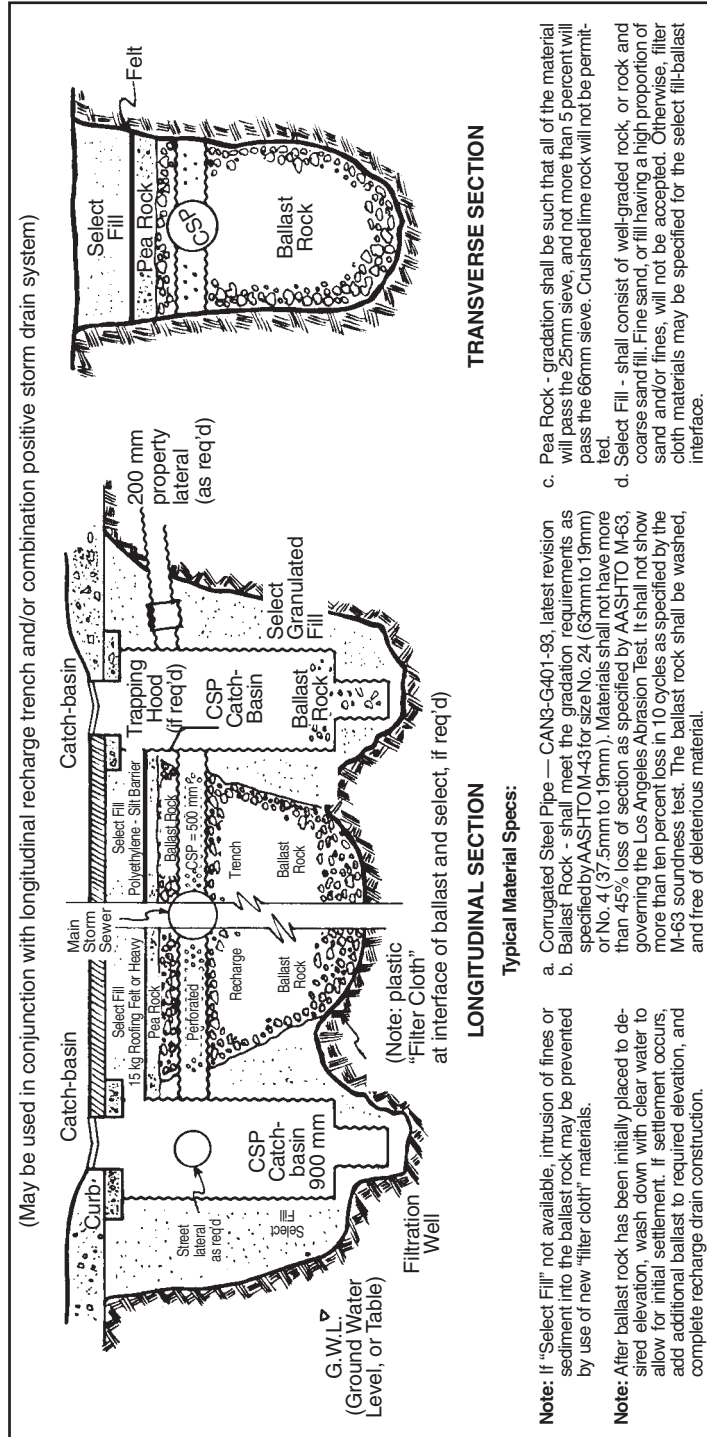 (May be used in conjunction with longitudinal recharge trench and/or combination positive storm drain system)
Catch-basin
Curb
Street
lateral
as req'd
Select
Fill
CSP
Catch-
basin
900 mm
Filtration
Well
G.W.L.
(Ground Water
Level, or Table)
Main
Storm
Sewer
Select Fill
15 kg Roofing Felt or Heavy
Pea Rock
Perforated
Recharge
Ballast
Rock
(Note: plastic
"Filter Cloth"
at interface of ballast and select, if req'd)
Select Fill
Polyethylene - Silt Barrier
Ballast Rock
CSP = 500 mm
Trench
Ballast
Rock
Catch-basin
Trapping
Hood
(if req'd)
CSP
Catch-
Basin
Ballast
Rock
200 mm
property
lateral
(as req'd)
Select
Granulated
Fill
LONGITUDINAL SECTION
Select
Fill
Felt
Pea Rock
CSP
Ballast
Rock
TRANSVERSE SECTION
Typical Material Specs:
Note: If "Select Fill" not available, intrusion of fines or
sediment into the ballast rock may be prevented
by use of new "filter cloth" materials.
Note: After ballast rock has been initially placed to de-
sired elevation, wash down with clear water to
allow for initial settlement. If settlement occurs,
add additional ballast to required elevation, and
complete recharge drain construction.
a. Corrugated Steel Pipe — CAN3-G401-93, latest revision
b. Ballast Rock - shall meet the gradation requirements as
specified by AASHTO M-43 for size No. 24 (63mm to 19mm)
or No. 4 (37.5mm to 19mm). Materials shall not have more
than 45% loss of section as specified by AASHTO M-63,
governing the Los Angeles Abrasion Test. It shall not show
more than ten percent loss in 10 cycles as specified by the
M-63 soundness test. The ballast rock shall be washed,
and free of deleterious material.
c. Pea Rock - gradation shall be such that all of the material
will pass the 25mm sieve, and not more than 5 percent will
pass the 66mm sieve. Crushed lime rock will not be permit-
ted.
d. Select Fill - shall consist of well-graded rock, or rock and
coarse sand fill. Fine sand, or fill having a high proportion of
sand and/or fines, will not be accepted. Otherwise, filter
cloth materials may be specified for the select fill-ballast
interface.